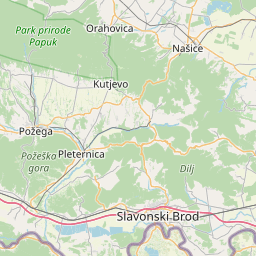 Orahovica
Park prirode
Papuk
Našice
Kutjevo
Požega
Požeška
gora
Pleternica
Dilj
Slavonski Brod